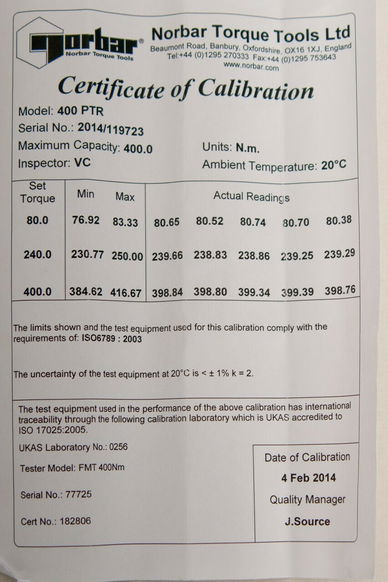 norbar®
Norbar Torque Tools
Norbar Torque Tools Ltd
Beaumont Road, Banbury, Oxfordshire, OX16 1XJ, England
Tel:+44 (0)1295 270333 Fax:+44 (0)1295 753643
www.norbar.com
Certificate of Calibration
Model: 400 PTR
Serial No.: 2014/119723
Maximum Capacity: 400.0 Units: N.m.
Inspector: VC Ambient Temperature: 20°C
Set Torque Min Max Actual Readings
80.0 76.92 83.33 80.65 80.52 80.74 80.70 80.38
240.0 230.77 250.00 239.66 238.83 238.86 239.25 239.29
400.0 384.62 416.67 398.84 398.80 399.34 399.39 398.76
The limits shown and the test equipment used for this calibration comply with the
requirements of: ISO6789 : 2003
The uncertainty of the test equipment at 20°C is < ± 1% k = 2.
The test equipment used in the performance of the above calibration has international
traceability through the following calibration laboratory which is UKAS accredited to
ISO 17025:2005.
UKAS Laboratory No.: 0256
Tester Model: FMT 400Nm
Serial No.: 77725
Cert No.: 182806
Date of Calibration
4 Feb 2014
Quality Manager
J.Source